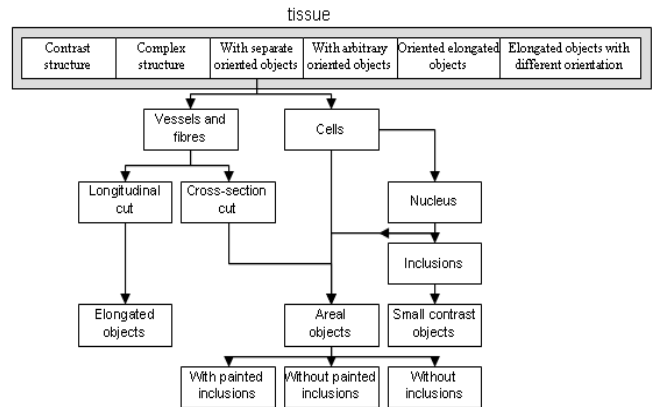 tissue
Contrast
structure
Complex
structure
With separate
oriented objects
With arbitrary
oriented objects
Oriented elongated
objects
Elongated objects with
different orientation
Vessels and
fibres
Cells
Longitudinal
cut
Cross-section
cut
Nucleus
Inclusions
Elongated
objects
Areal
objects
Small contrast
objects
With painted
inclusions
Without painted
inclusions
Without
inclusions